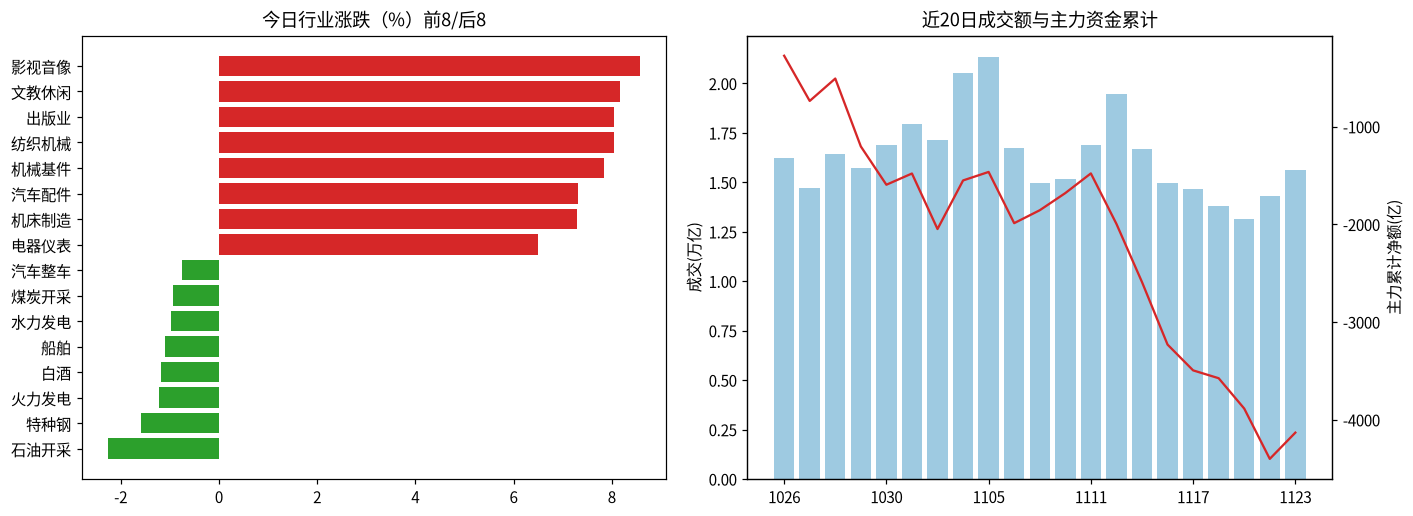 今日行业涨跌（%）前8/后8
影视音像
文教休闲
出版业
纺织机械
机械基件
汽车配件
机床制造
电器仪表
汽车整车
煤炭开采
水力发电
船舶
白酒
火力发电
特种钢
石油开采
-2 0 2 4 6 8
近20日成交额与主力资金累计
成交(万亿)
2.00
1.75
1.50
1.25
1.00
0.75
0.50
0.25
0.00
1026 1030 1105 1111 1117 1123
-1000
-2000
-3000
-4000
主力累计净额(亿)